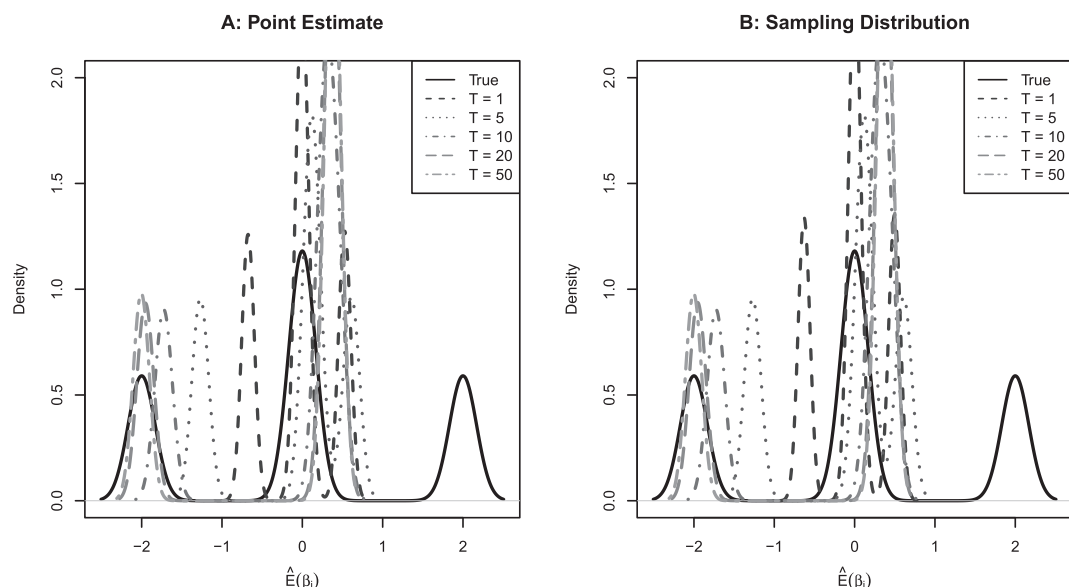 A: Point Estimate
True
T = 1
T = 5
T = 10
T = 20
T = 50
Density
0.0
0.5
1.0
1.5
2.0
−2
−1
0
1
2
Ê(βᵢ)
B: Sampling Distribution
True
T = 1
T = 5
T = 10
T = 20
T = 50
Density
0.0
0.5
1.0
1.5
2.0
−2
−1
0
1
2
Ê(βᵢ)